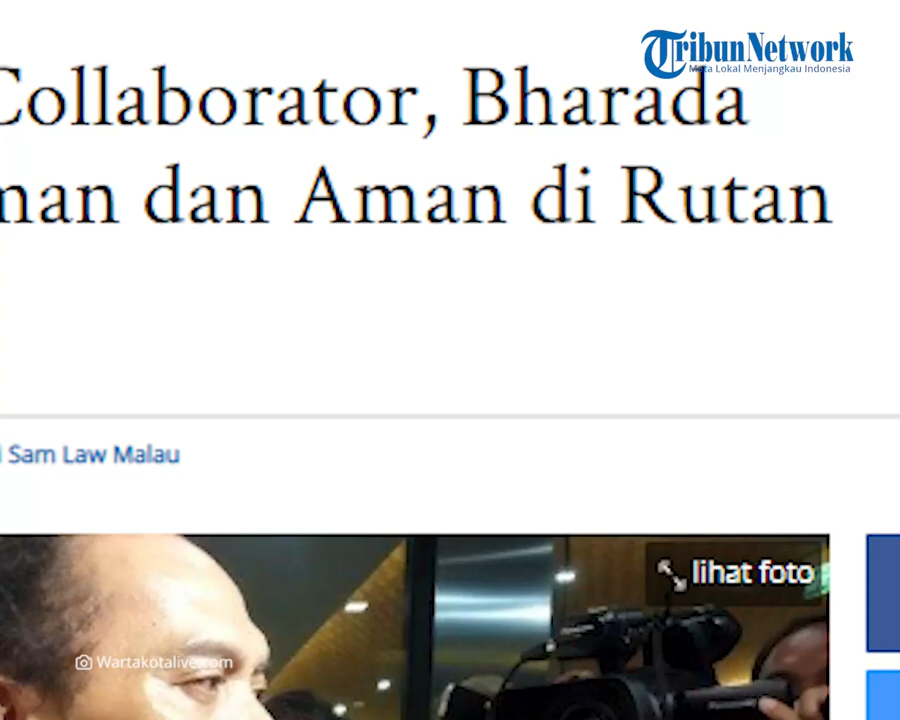 TribunNetwork
Mata Lokal Menjangkau Indonesia
Collaborator, Bharada
man dan Aman di Rutan
Sam Law Malau
lihat foto
Wartakotalive.com